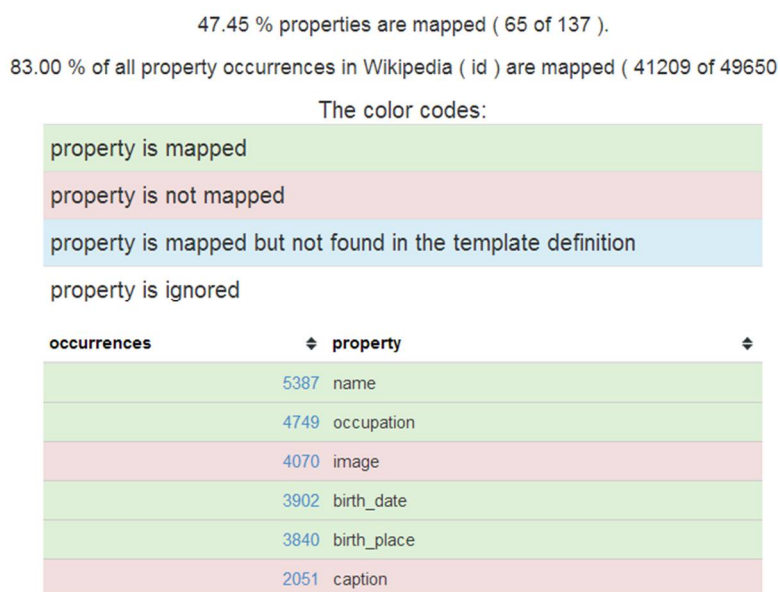 47.45 % properties are mapped ( 65 of 137 ).
83.00 % of all property occurrences in Wikipedia ( id ) are mapped ( 41209 of 49650
The color codes:
property is mapped
property is not mapped
property is mapped but not found in the template definition
property is ignored
occurrences property
5387 name
4749 occupation
4070 image
3902 birth_date
3840 birth_place
2051 caption